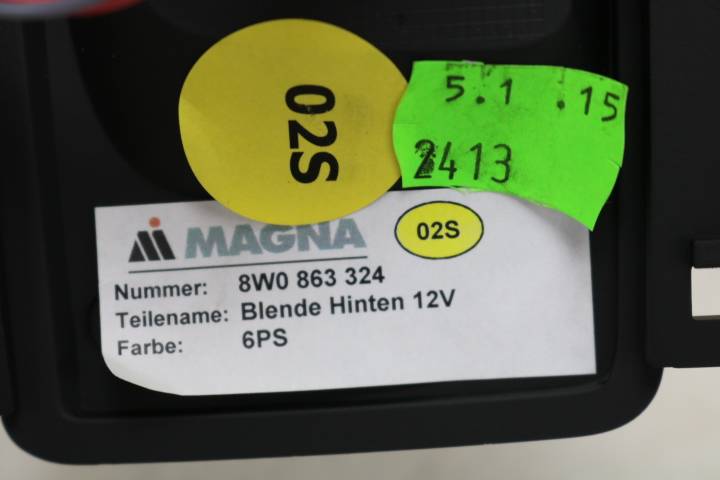 02S
5.1 .15
2413
MAGNA
02S
Nummer: 8W0 863 324
Teilename: Blende Hinten 12V
Farbe: 6PS